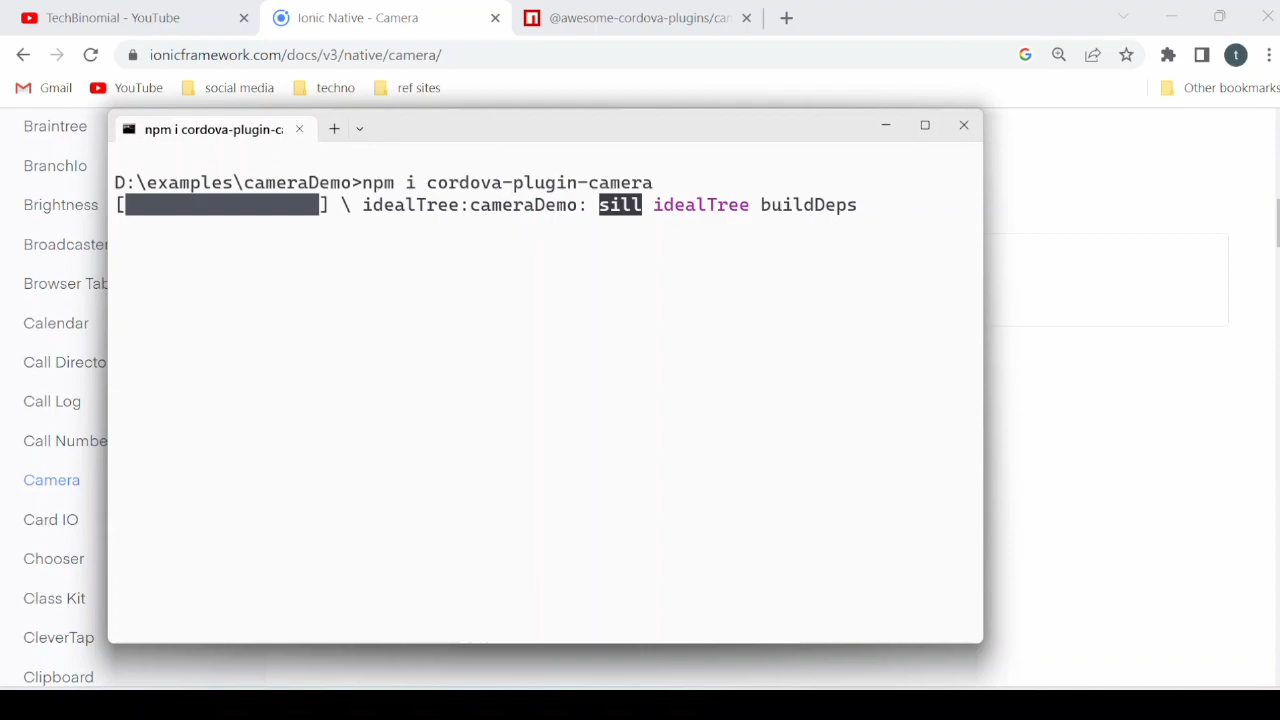 TechBinomial - YouTube
Ionic Native - Camera
@awesome-cordova-plugins/can
ionicframework.com/docs/v3/native/camera/
t
Gmail
YouTube
social media
techno
ref sites
Other bookmarks
npm i cordova-plugin-ca
D:\examples\cameraDemo>npm i cordova-plugin-camera
[ ] \ idealTree:cameraDemo: sill idealTree buildDeps
Braintree
BranchIo
Brightness
Broadcaster
Browser Tab
Calendar
Call Directo
Call Log
Call Numbe
Camera
Card IO
Chooser
Class Kit
CleverTap
Clipboard